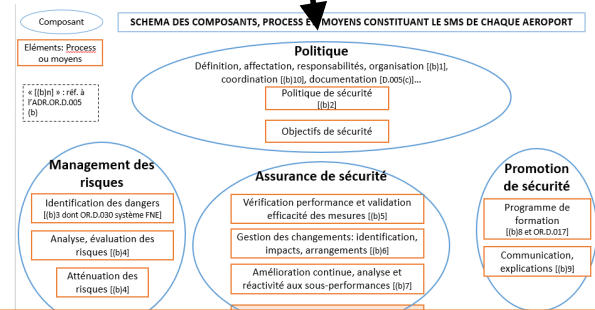 Composant
SCHEMA DES COMPOSANTS, PROCESS ET MOYENS CONSTITUANT LE SMS DE CHAQUE AEROPORT
Eléments: Process
ou moyens
« [(b)n] » : réf. à
l'ADR.OR.D.005
(b)
Politique
Définition, affectation, responsabilités, organisation [(b)1],
coordination [(b)10], documentation [D.005(c)]...
Politique de sécurité
[(b)2]
Objectifs de sécurité
Management des
risques
Identification des dangers
[(b)3 dont OR.D.030 système FNE]
Analyse, évaluation des
risques [(b)4]
Atténuation des
risques [(b)4]
Assurance de sécurité
Vérification performance et validation
efficacité des mesures [(b)5]
Gestion des changements: identification,
impacts, arrangements [(b)6]
Amélioration continue, analyse et
réactivité aux sous-performances [(b)7]
Promotion
de sécurité
Programme de
formation
[(b)8 et OR.D.017]
Communication,
explications [(b)9]